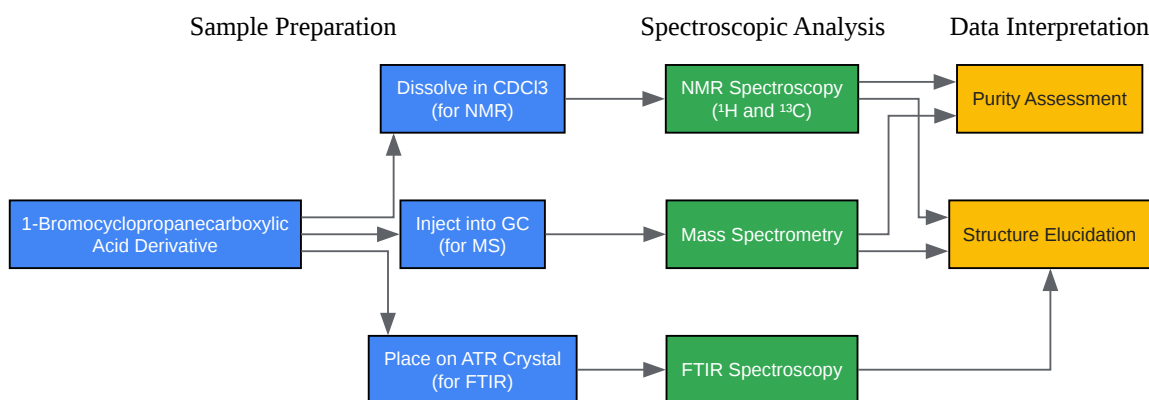 Sample Preparation
Spectroscopic Analysis
Data Interpretation
Dissolve in CDCl3
(for NMR)
NMR Spectroscopy
(¹H and ¹³C)
Purity Assessment
1-Bromocyclopropanecarboxylic
Acid Derivative
Inject into GC
(for MS)
Mass Spectrometry
Structure Elucidation
Place on ATR Crystal
(for FTIR)
FTIR Spectroscopy